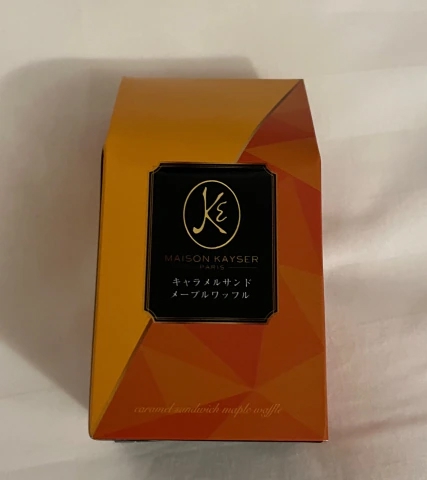 KE
MAISON KAYSER
PARIS
キャラメルサンド
メープルワッフル
caramel sandwich maple waffle